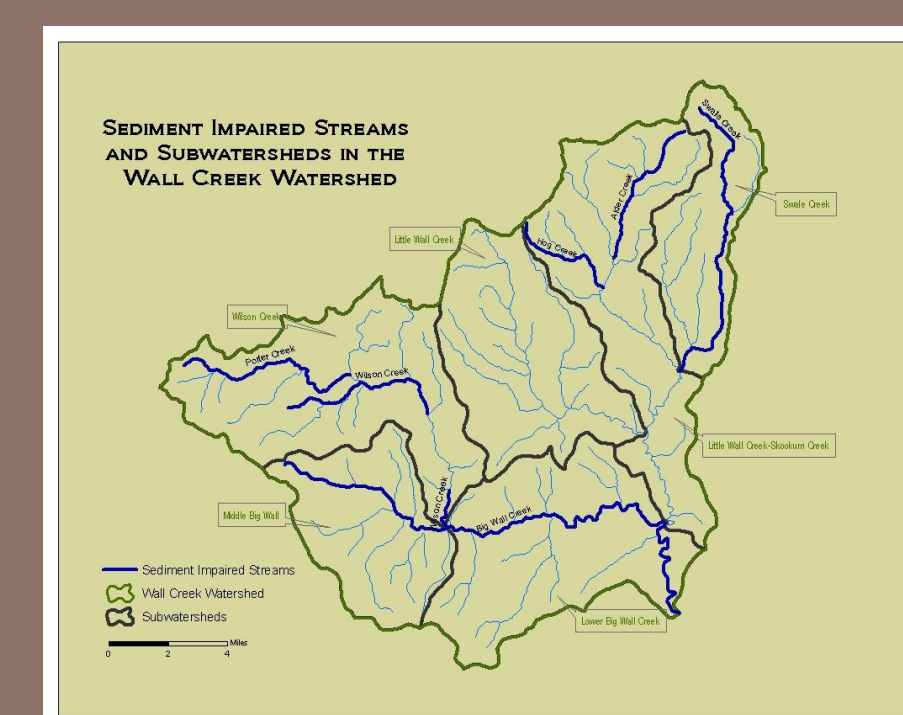 SEDIMENT IMPAIRED STREAMS
AND SUBWATERSHEDS IN THE
WALL CREEK WATERSHED
Swale Creek
Alder Creek
Swale Creek
Hog Creek
Little Wall Creek
Wilson Creek
Potter Creek
Wilson Creek
Little Wall Creek-Skookum Creek
Creek
Middle Big Wall
Big Wall Creek
Lower Big Wall Creek
Sediment Impaired Streams
Wall Creek Watershed
Subwatersheds
Miles
0 2 4